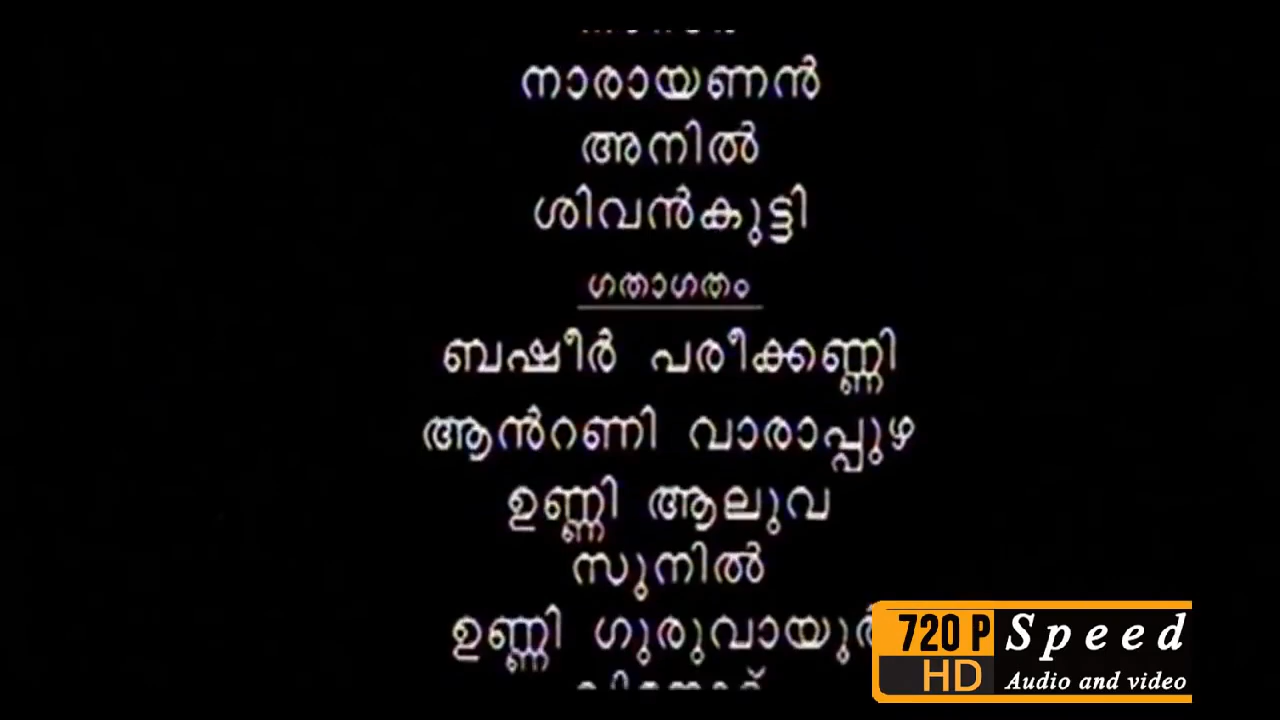 നാരായണൻ
അനിൽ
ശിവൻകുട്ടി
ഗതാഗതം
ബഷീർ പരീക്കണ്ണി
ആൻറണി വാരാപ്പുഴ
ഉണ്ണി ആലുവ
സുനിൽ
ഉണ്ണി ഗുരുവായൂർ
720 P Speed
HD Audio and video